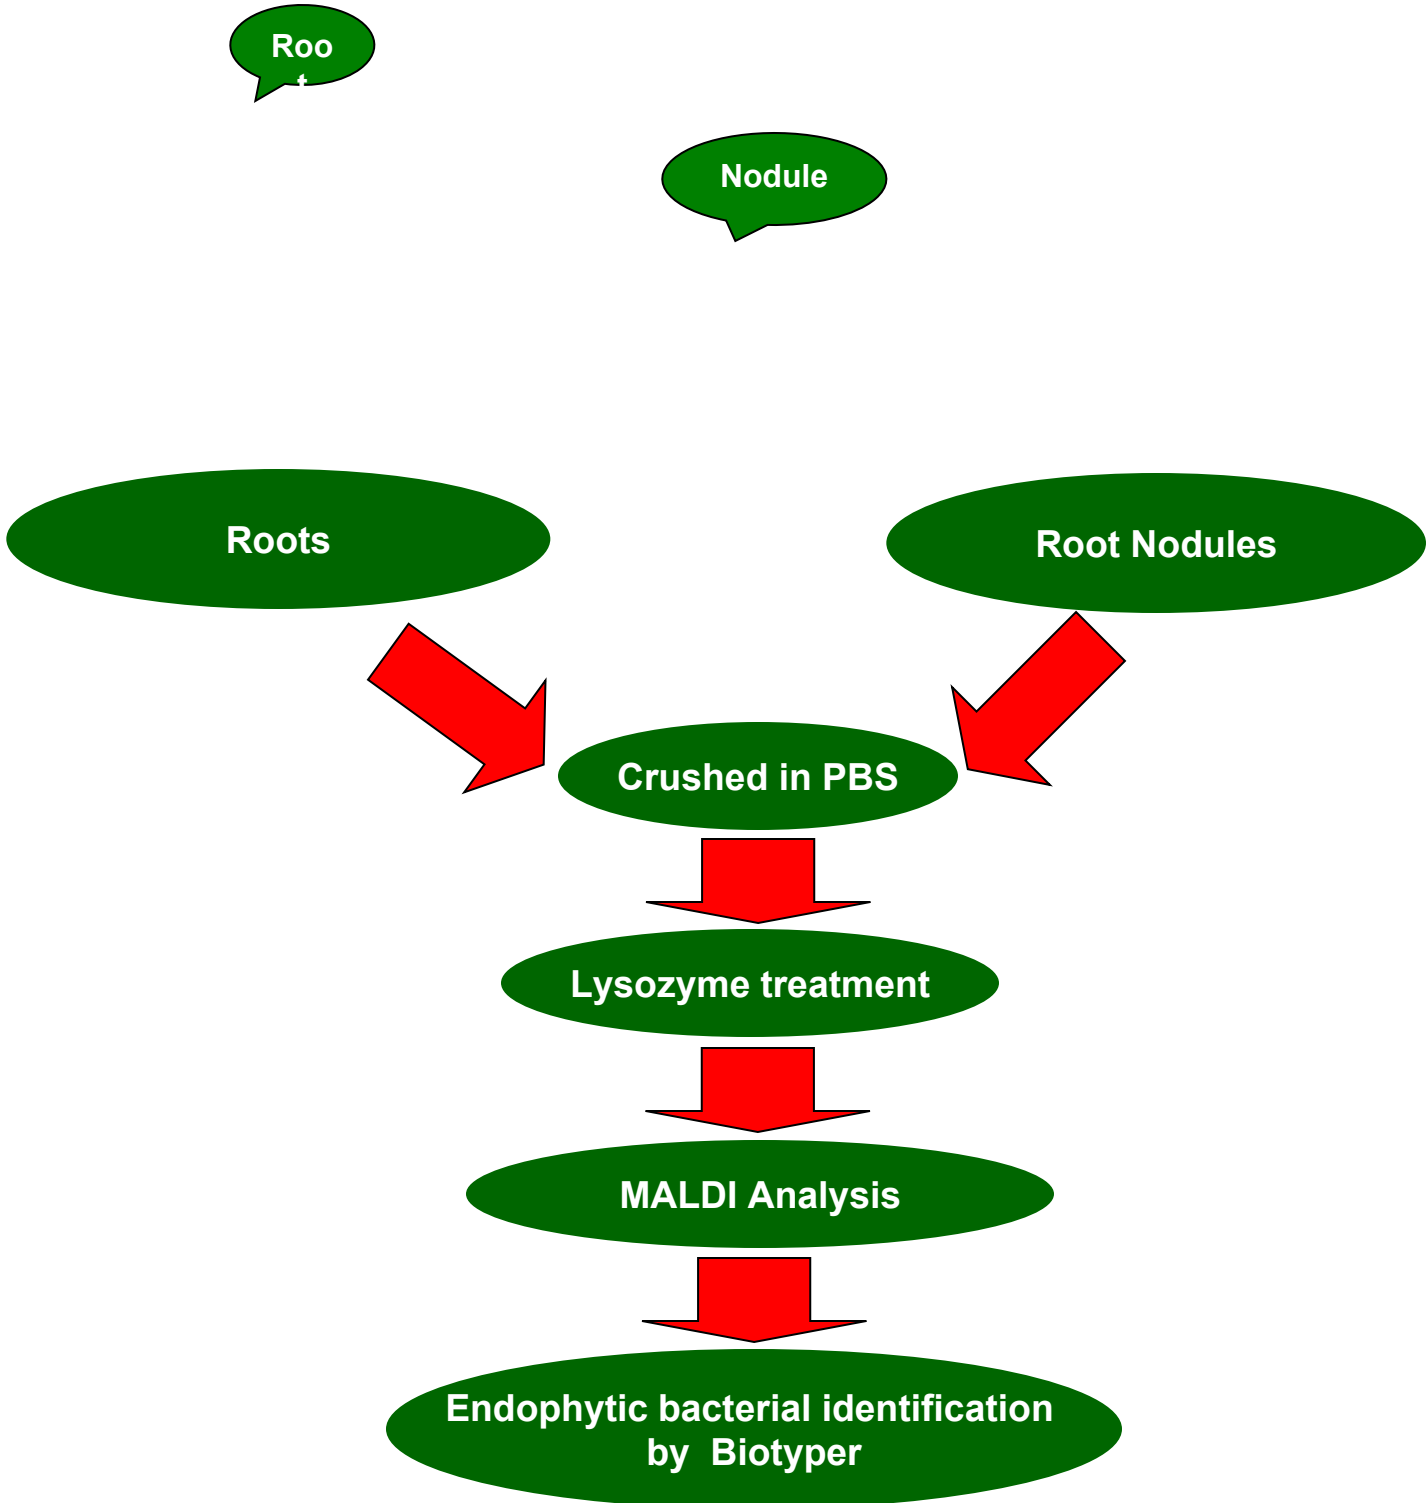 Roo
t
Nodule
Roots
Root Nodules
Crushed in PBS
Lysozyme treatment
MALDI Analysis
Endophytic bacterial identification
by  Biotyper